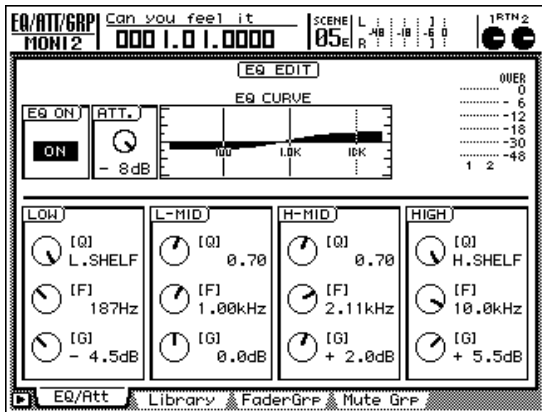 EQ/ATT/GRP Can you feel it SCENE L 1RTN2
MONI2 000 1.01.0000 05E R -48 -18 -6 0
EQ EDIT
EQ CURVE
OVER
0
- 6
-12
-18
-30
-48
1 2
EQ ON ATT.
ON - 8dB
100 1.0K 10K
LOW L-MID H-MID HIGH
[Q] [Q] [Q] [Q]
L.SHELF 0.70 0.70 H.SHELF
[F] [F] [F] [F]
187Hz 1.00kHz 2.11kHz 10.0kHz
[G] [G] [G] [G]
- 4.5dB 0.0dB + 2.0dB + 5.5dB
EQ/Att Library FaderGrp Mute Grp